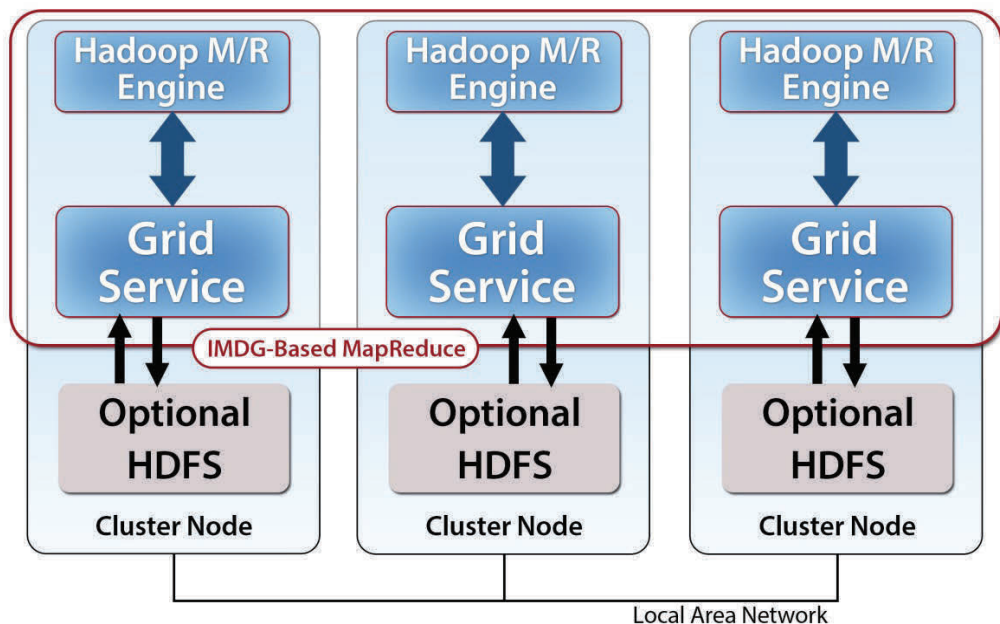 Hadoop M/R
Engine
Hadoop M/R
Engine
Hadoop M/R
Engine
Grid
Service
Grid
Service
Grid
Service
IMDG-Based MapReduce
Optional
HDFS
Optional
HDFS
Optional
HDFS
Cluster Node
Cluster Node
Cluster Node
Local Area Network